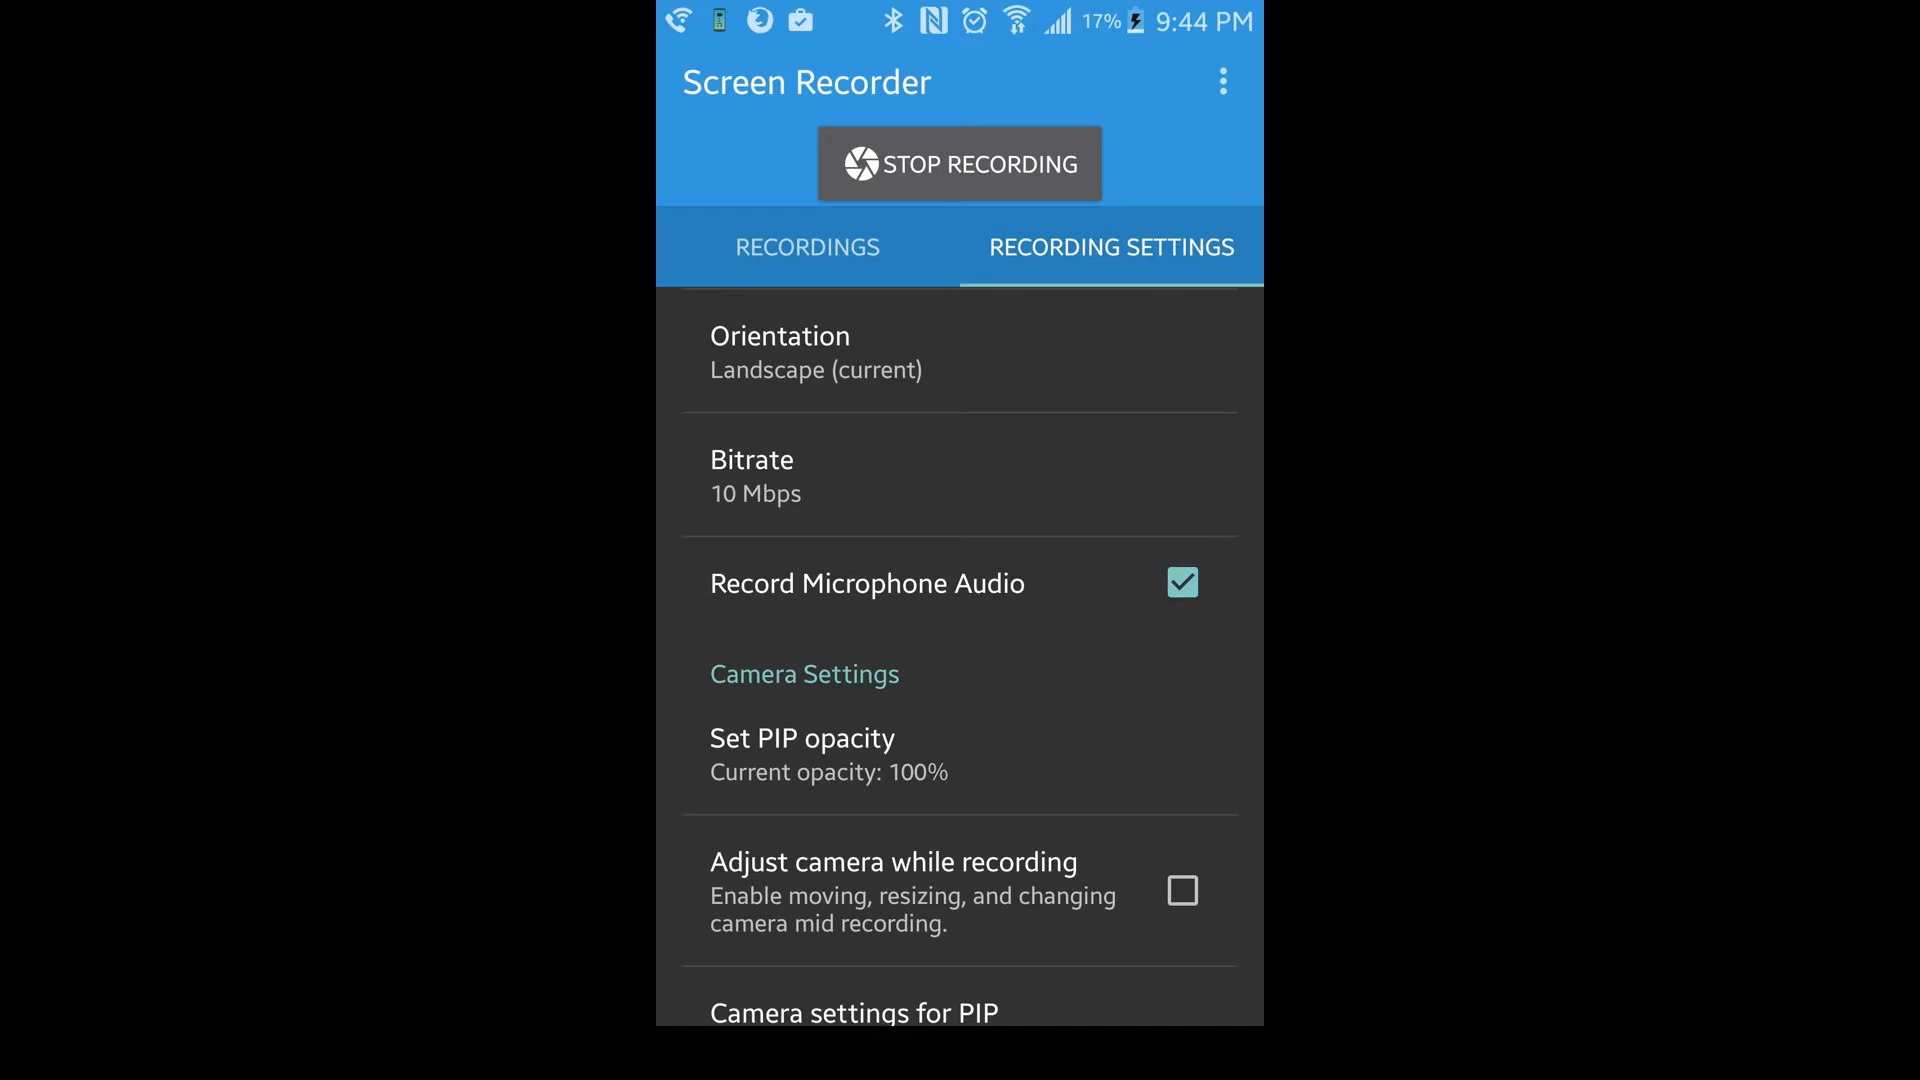 17% 9:44 PM
Screen Recorder
STOP RECORDING
RECORDINGS
RECORDING SETTINGS
Orientation
Landscape (current)
Bitrate
10 Mbps
Record Microphone Audio
Camera Settings
Set PIP opacity
Current opacity: 100%
Adjust camera while recording
Enable moving, resizing, and changing
camera mid recording.
Camera settings for PIP